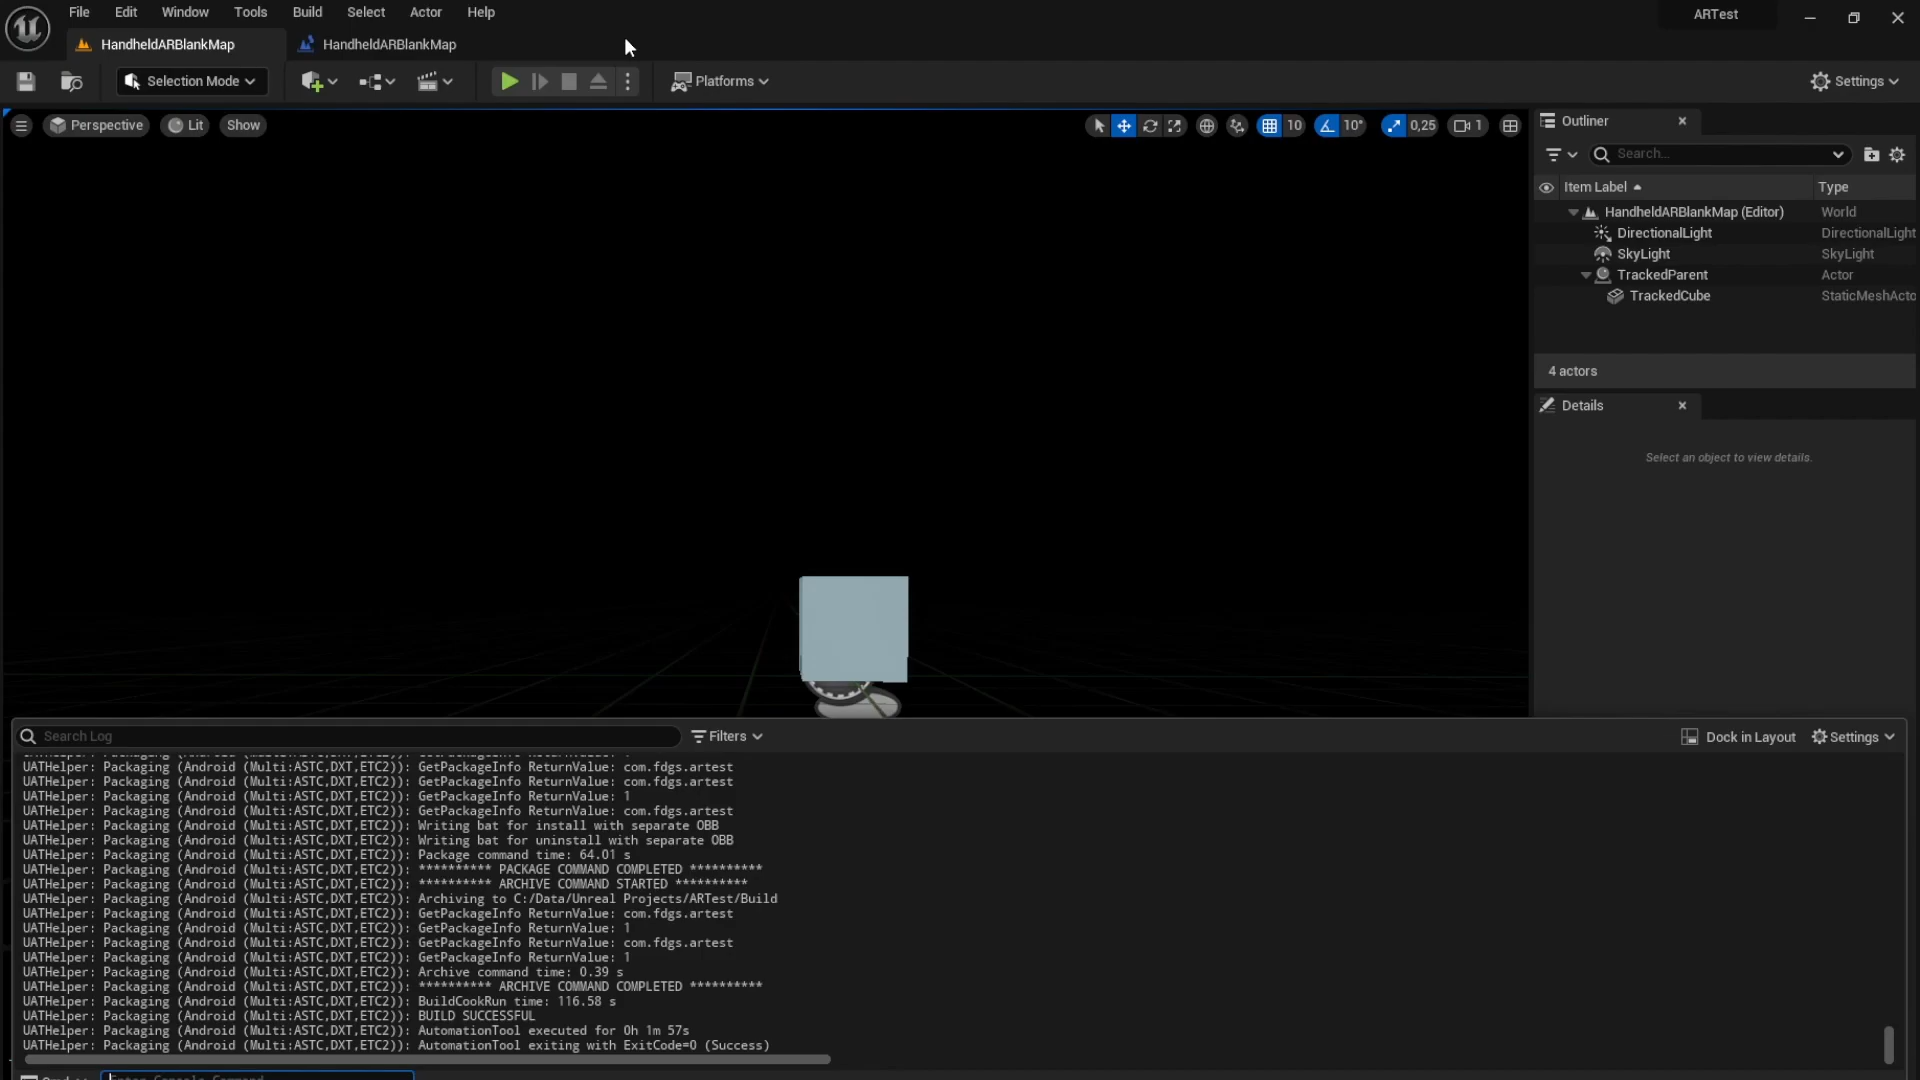 File Edit Window Tools Build Select Actor Help
ARTest
HandheldARBlankMap
HandheldARBlankMap
Selection Mode
Platforms
Settings
Perspective
Lit
Show
10
10°
0,25
1
Outliner
Search...
Item Label
Type
HandheldARBlankMap (Editor) World
DirectionalLight DirectionalLight
SkyLight SkyLight
TrackedParent Actor
TrackedCube StaticMeshActo
4 actors
Details
Select an object to view details.
Search Log
Filters
Dock in Layout
Settings
UATHelper: Packaging (Android (Multi:ASTC,DXT,ETC2)): GetPackageInfo ReturnValue: com.fdgs.artest
UATHelper: Packaging (Android (Multi:ASTC,DXT,ETC2)): GetPackageInfo ReturnValue: com.fdgs.artest
UATHelper: Packaging (Android (Multi:ASTC,DXT,ETC2)): GetPackageInfo ReturnValue: 1
UATHelper: Packaging (Android (Multi:ASTC,DXT,ETC2)): GetPackageInfo ReturnValue: com.fdgs.artest
UATHelper: Packaging (Android (Multi:ASTC,DXT,ETC2)): Writing bat for install with separate OBB
UATHelper: Packaging (Android (Multi:ASTC,DXT,ETC2)): Writing bat for uninstall with separate OBB
UATHelper: Packaging (Android (Multi:ASTC,DXT,ETC2)): Package command time: 64.01 s
UATHelper: Packaging (Android (Multi:ASTC,DXT,ETC2)): ********** PACKAGE COMMAND COMPLETED **********
UATHelper: Packaging (Android (Multi:ASTC,DXT,ETC2)): ********** ARCHIVE COMMAND STARTED **********
UATHelper: Packaging (Android (Multi:ASTC,DXT,ETC2)): Archiving to C:/Data/Unreal Projects/ARTest/Build
UATHelper: Packaging (Android (Multi:ASTC,DXT,ETC2)): GetPackageInfo ReturnValue: com.fdgs.artest
UATHelper: Packaging (Android (Multi:ASTC,DXT,ETC2)): GetPackageInfo ReturnValue: 1
UATHelper: Packaging (Android (Multi:ASTC,DXT,ETC2)): GetPackageInfo ReturnValue: com.fdgs.artest
UATHelper: Packaging (Android (Multi:ASTC,DXT,ETC2)): GetPackageInfo ReturnValue: 1
UATHelper: Packaging (Android (Multi:ASTC,DXT,ETC2)): Archive command time: 0.39 s
UATHelper: Packaging (Android (Multi:ASTC,DXT,ETC2)): ********** ARCHIVE COMMAND COMPLETED **********
UATHelper: Packaging (Android (Multi:ASTC,DXT,ETC2)): BuildCookRun time: 116.58 s
UATHelper: Packaging (Android (Multi:ASTC,DXT,ETC2)): BUILD SUCCESSFUL
UATHelper: Packaging (Android (Multi:ASTC,DXT,ETC2)): AutomationTool executed for 0h 1m 57s
UATHelper: Packaging (Android (Multi:ASTC,DXT,ETC2)): AutomationTool exiting with ExitCode=0 (Success)